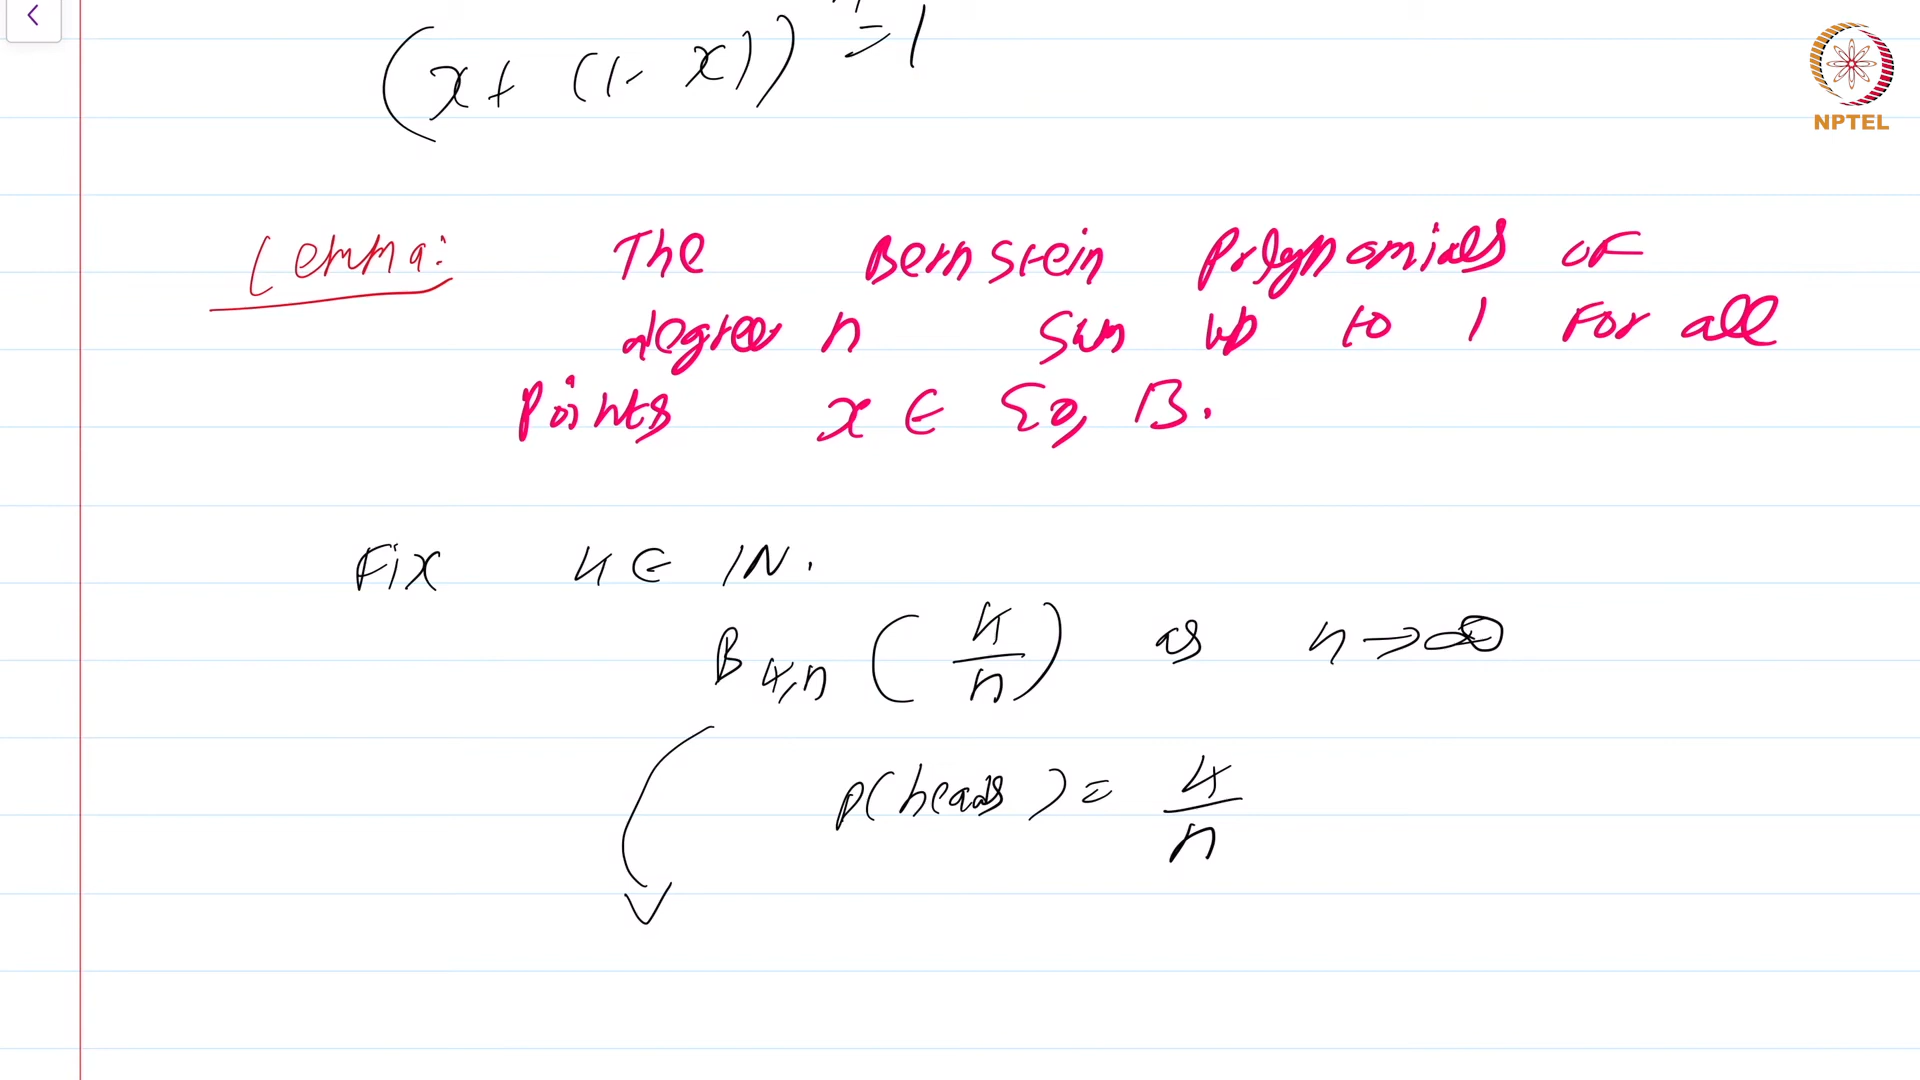 (x + (1 - x))ⁿ = 1
NPTEL
Lemma: The Bernstein Polynomials of
degree n sum up to 1 for all
points x ∈ [0, 1].
Fix k ∈ ℕ.
B_{k,n} (k/n) as n → ∞
P(heads) = k/n